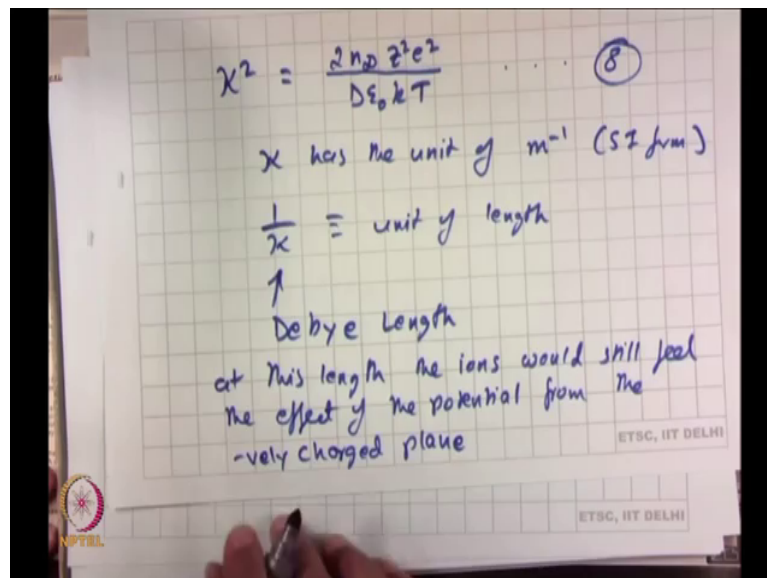 χ² = 2n∞ z²e² / Dε₀kT . . . . ⑧
χ has the unit of m⁻¹ (SI from)
1/χ ≡ unit of length
↑
Debye Length
at this length the ions would still feel
the effect of the potential from the
-vely charged plane
ETSC, IIT DELHI
ETSC, IIT DELHI
NPTEL